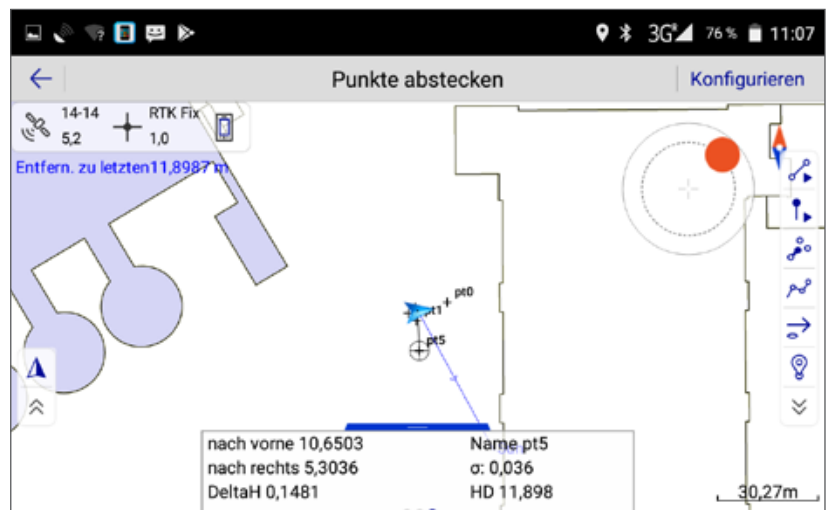 3G 76 % 11:07
Punkte abstecken
Konfigurieren
14-14
5,2
RTK Fix
1,0
Entfern. zu letzten11,8987 m
pt0
pt1
pt5
nach vorne 10,6503
Name pt5
nach rechts 5,3036
σ: 0,036
DeltaH 0,1481
HD 11,898
30,27m